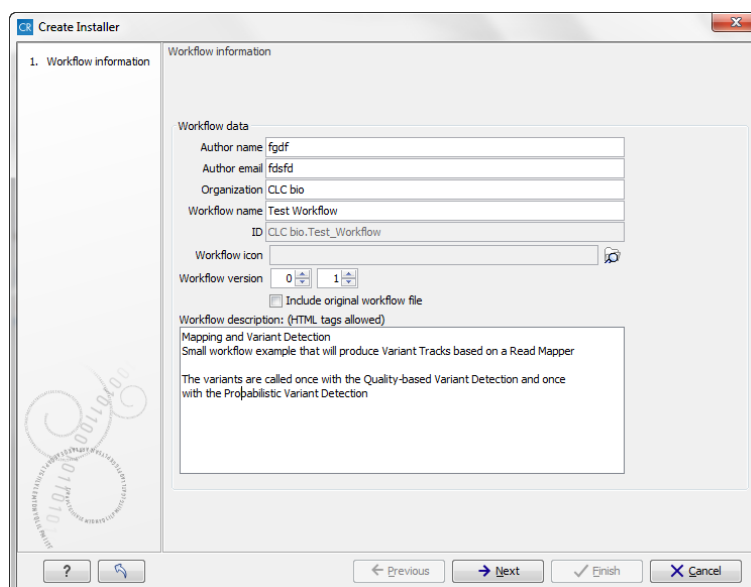 CR Create Installer
1. Workflow information
Workflow information
Workflow data
Author name fgdf
Author email fdsfd
Organization CLC bio
Workflow name Test Workflow
ID CLC bio.Test_Workflow
Workflow icon
Workflow version 0 1
Include original workflow file
Workflow description: (HTML tags allowed)
Mapping and Variant Detection
Small workflow example that will produce Variant Tracks based on a Read Mapper
The variants are called once with the Quality-based Variant Detection and once
with the Probabilistic Variant Detection
? Previous Next Finish Cancel